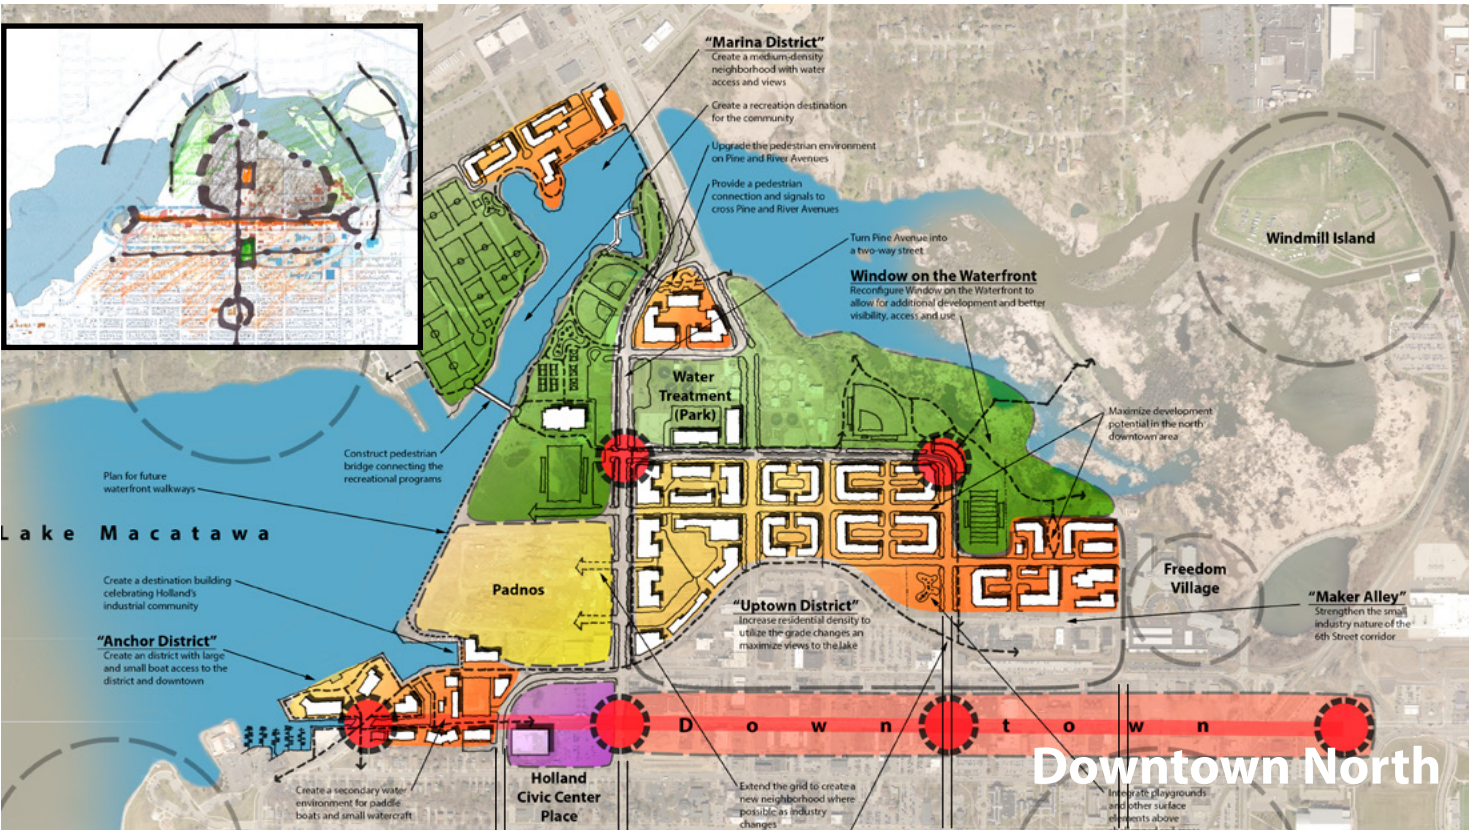 “Marina District”
Create a medium-density
neighborhood with water
access and views
Create a recreation destination
for the community
Upgrade the pedestrian environment
on Pine and River Avenues
Provide a pedestrian
connection and signals to
cross Pine and River Avenues
Turn Pine Avenue into
a two-way street
Window on the Waterfront
Reconfigure Window on the Waterfront to
allow for additional development and better
visibility, access and use
Windmill Island
Water
Treatment
(Park)
Maximize development
potential in the north
downtown area
Construct pedestrian
bridge connecting the
recreational programs
Plan for future
waterfront walkways
Lake Macatawa
Create a destination building
celebrating Holland's
industrial community
Padnos
Freedom
Village
“Maker Alley”
Strengthen the small
industry nature of the
6th Street corridor
“Uptown District”
Increase residential density to
utilize the grade changes an
maximize views to the lake
“Anchor District”
Create an district with large
and small boat access to the
district and downtown
Downtown
Downtown North
Holland
Civic Center
Place
Create a secondary water
environment for paddle
boats and small watercraft
Extend the grid to create a
new neighborhood where
possible as industry
changes
Integrate playgrounds
and other surface
elements above